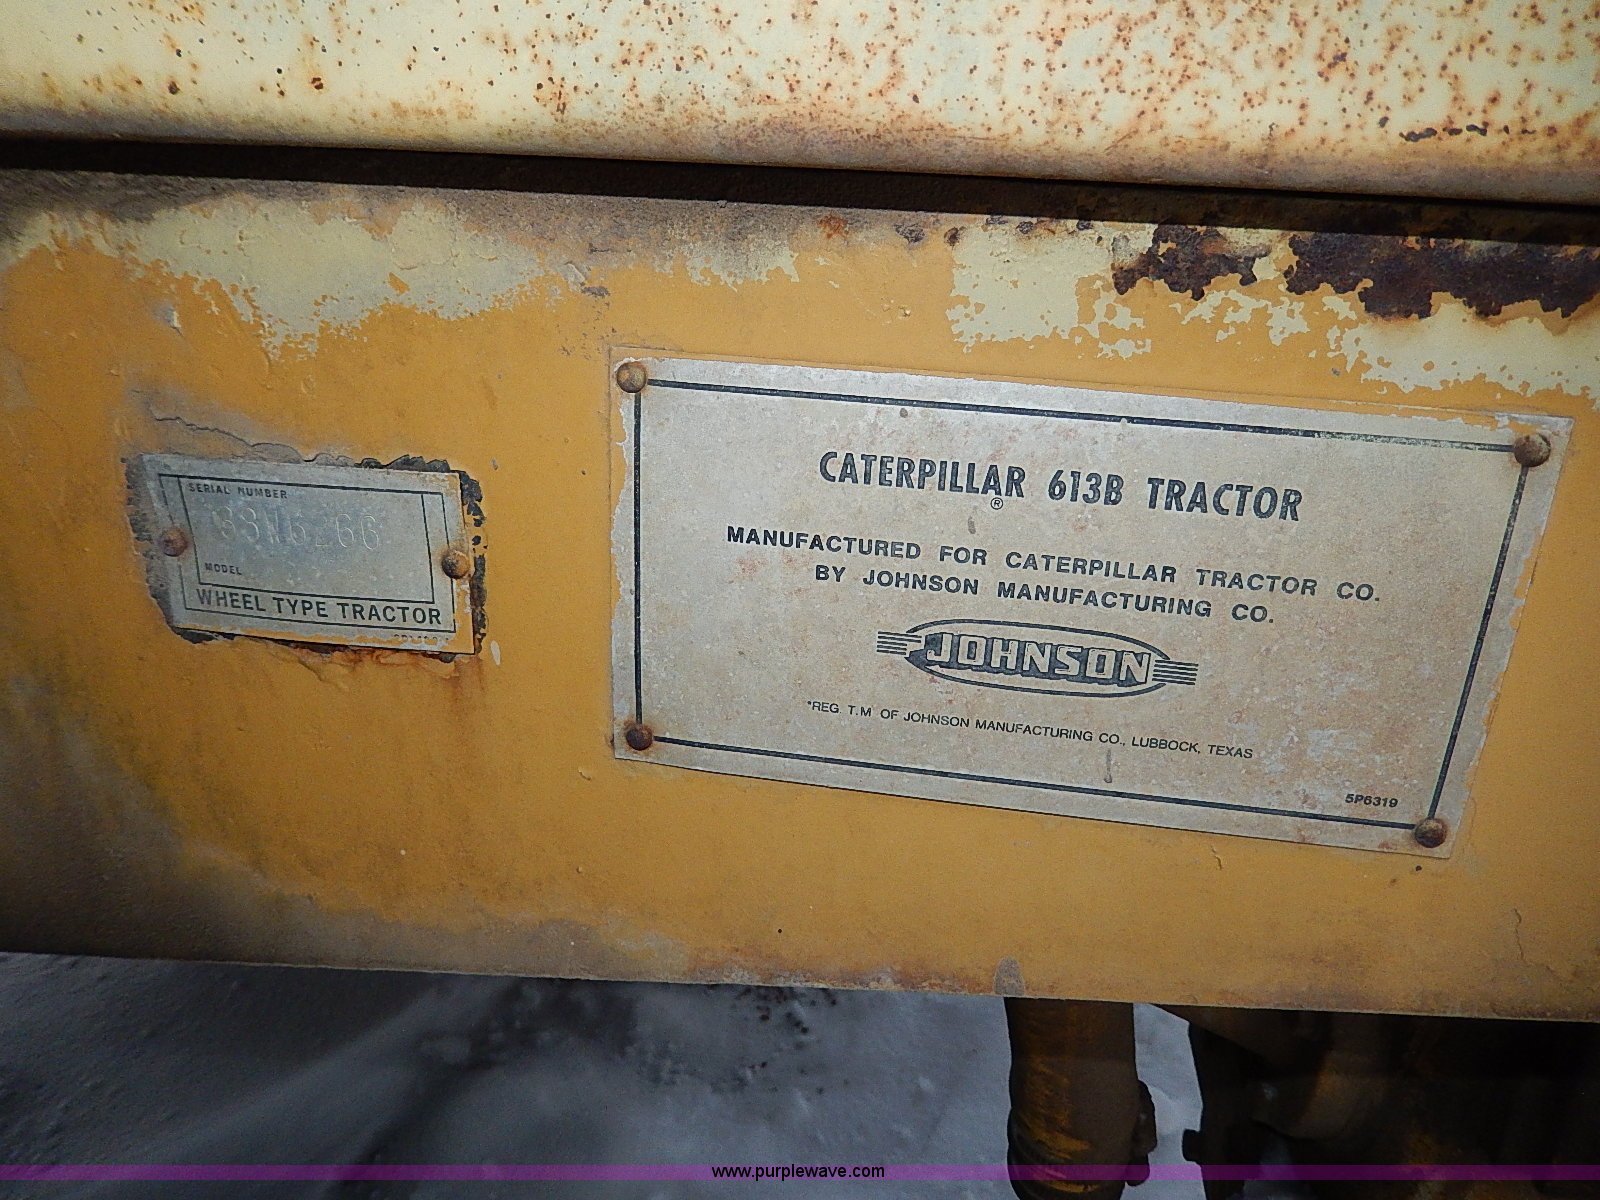 SERIAL NUMBER
MODEL
WHEEL TYPE TRACTOR
CATERPILLAR 613B TRACTOR
®
MANUFACTURED FOR CATERPILLAR TRACTOR CO.
BY JOHNSON MANUFACTURING CO.
JOHNSON
*REG. T.M OF JOHNSON MANUFACTURING CO., LUBBOCK, TEXAS
5P6319
www.purplewave.com